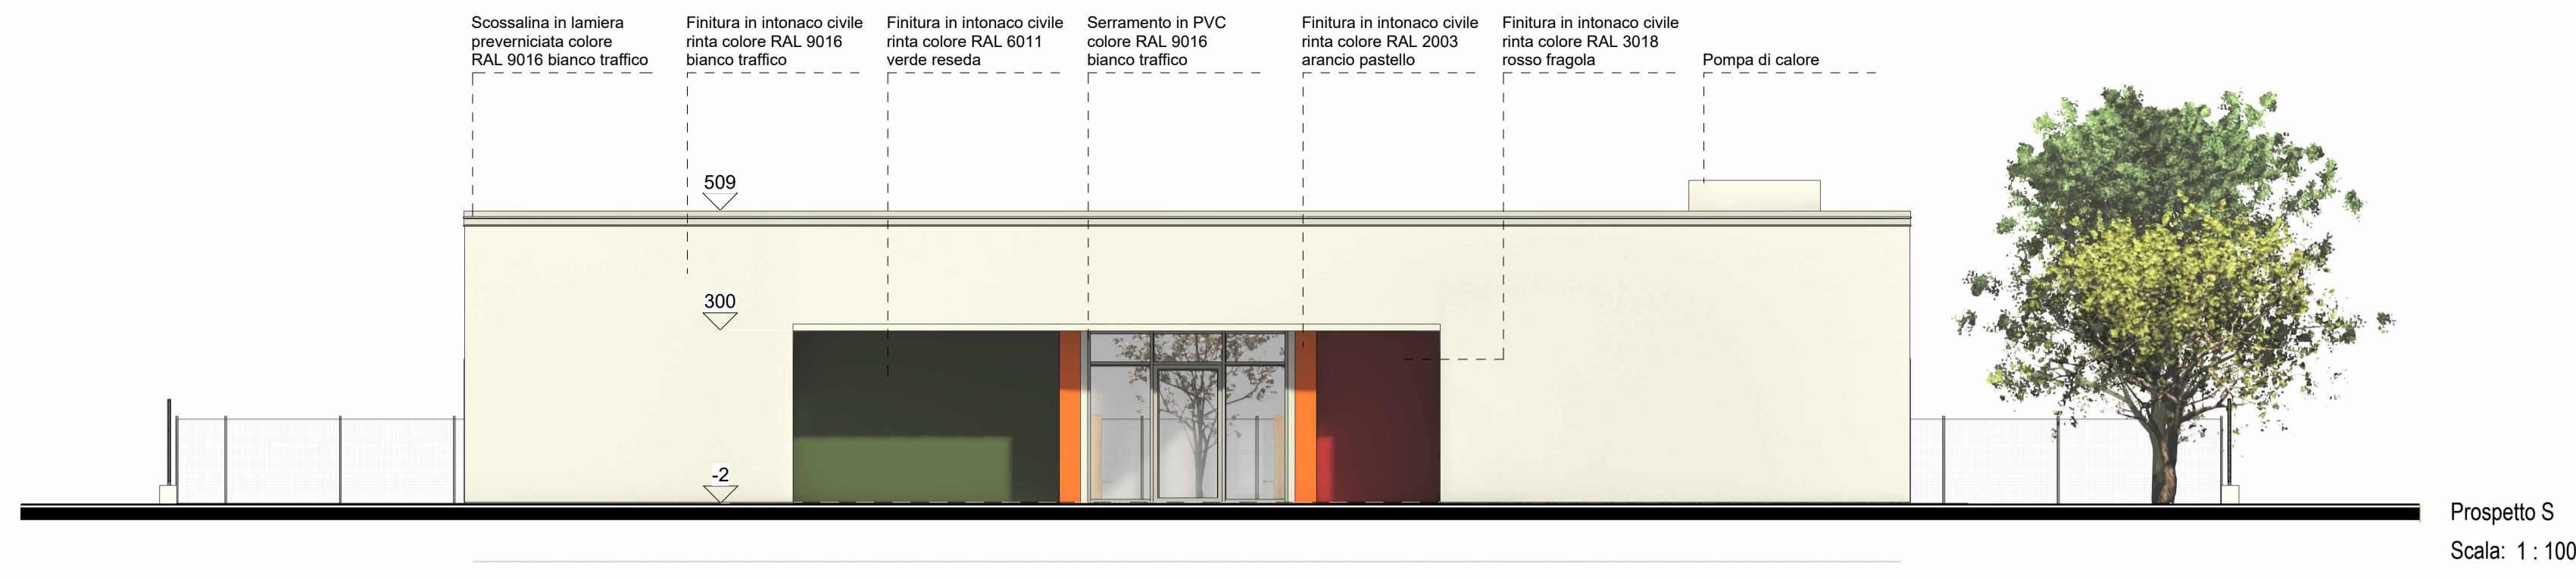 Scossalina in lamiera
preverniciata colore
RAL 9016 bianco traffico
Finitura in intonaco civile
rinta colore RAL 9016
bianco traffico
Finitura in intonaco civile
rinta colore RAL 6011
verde reseda
Serramento in PVC
colore RAL 9016
bianco traffico
Finitura in intonaco civile
rinta colore RAL 2003
arancio pastello
Finitura in intonaco civile
rinta colore RAL 3018
rosso fragola
Pompa di calore
509
300
-2
Prospetto S
Scala: 1 : 100